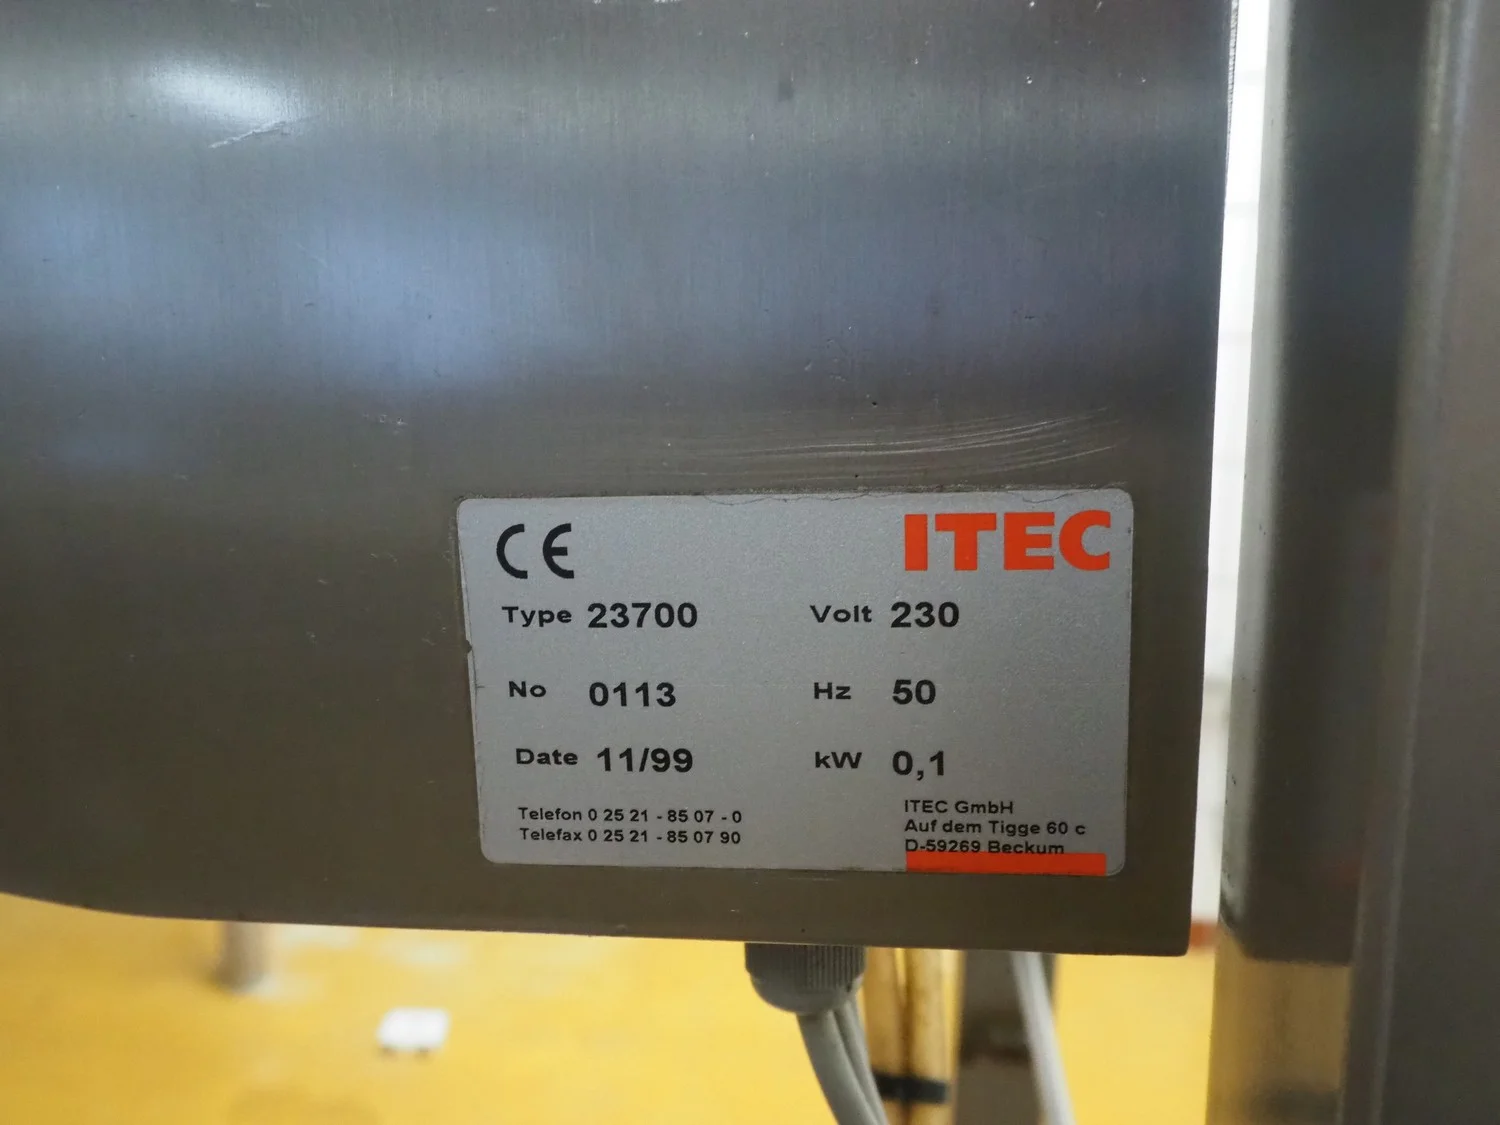 CE ITEC
Type 23700 Volt 230
No 0113 Hz 50
Date 11/99 kW 0,1
Telefon 0 25 21 - 85 07 - 0
Telefax 0 25 21 - 85 07 90
ITEC GmbH
Auf dem Tigge 60 c
D-59269 Beckum